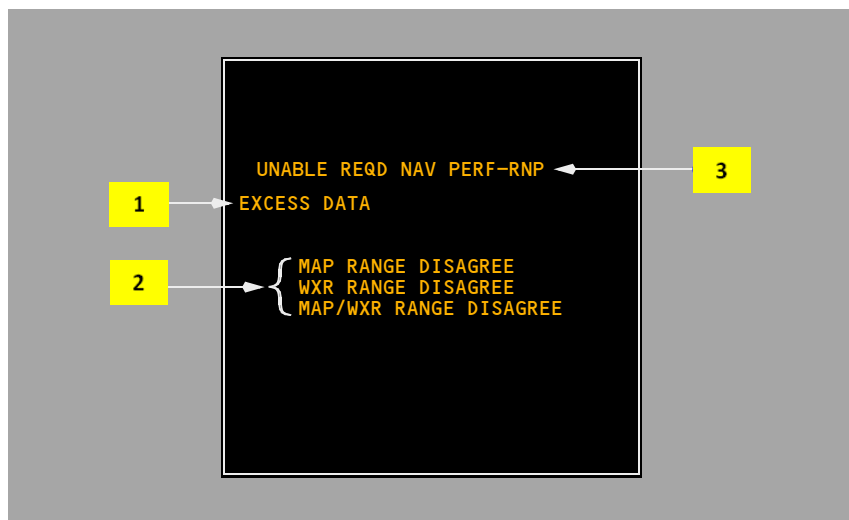 UNABLE REQD NAV PERF-RNP
3
EXCESS DATA
1
MAP RANGE DISAGREE
2
WXR RANGE DISAGREE
MAP/WXR RANGE DISAGREE